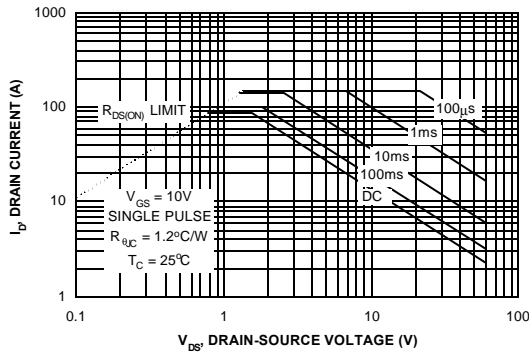 1000
100
10
1
I_D, DRAIN CURRENT (A)
R_DS(ON) LIMIT
100µs
1ms
10ms
100ms
DC
V_GS = 10V
SINGLE PULSE
R_θJC = 1.2°C/W
T_C = 25°C
0.1
1
10
100
V_DS, DRAIN-SOURCE VOLTAGE (V)